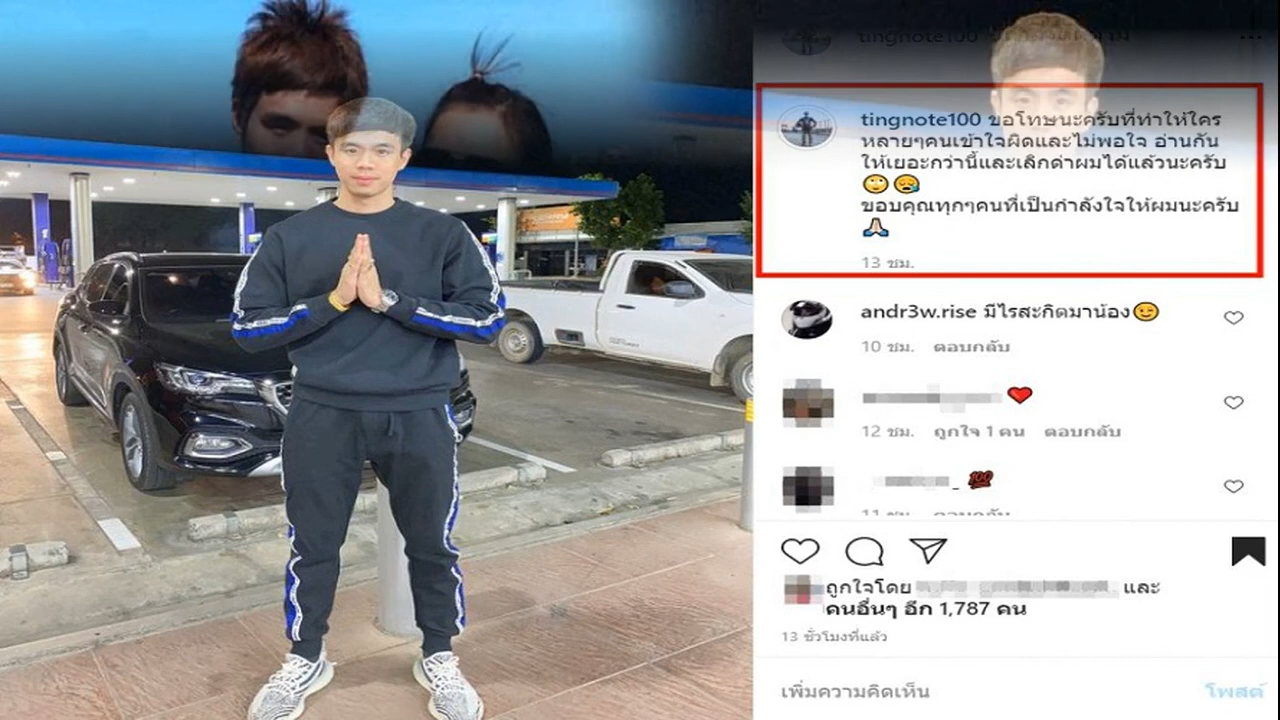 tingnote100
tingnote100 ขอโทษนะครับที่ทำให้ใคร
หลายๆคนเข้าใจผิดและไม่พอใจ อ่านกัน
ให้เยอะกว่านี้และเลิกด่าผมได้แล้วนะครับ
🙄😪
ขอบคุณทุกๆคนที่เป็นกำลังใจให้ผมนะครับ
🙏🏻
13 ชม.
andr3w.rise มีไรสะกิดมาน้อง😉
10 ชม. ตอบกลับ
❤️
12 ชม. ถูกใจ 1 คน ตอบกลับ
💯
11 ชม. ตอบกลับ
ถูกใจโดย และ
คนอื่นๆ อีก 1,787 คน
13 ชั่วโมงที่แล้ว
เพิ่มความคิดเห็น
โพสต์